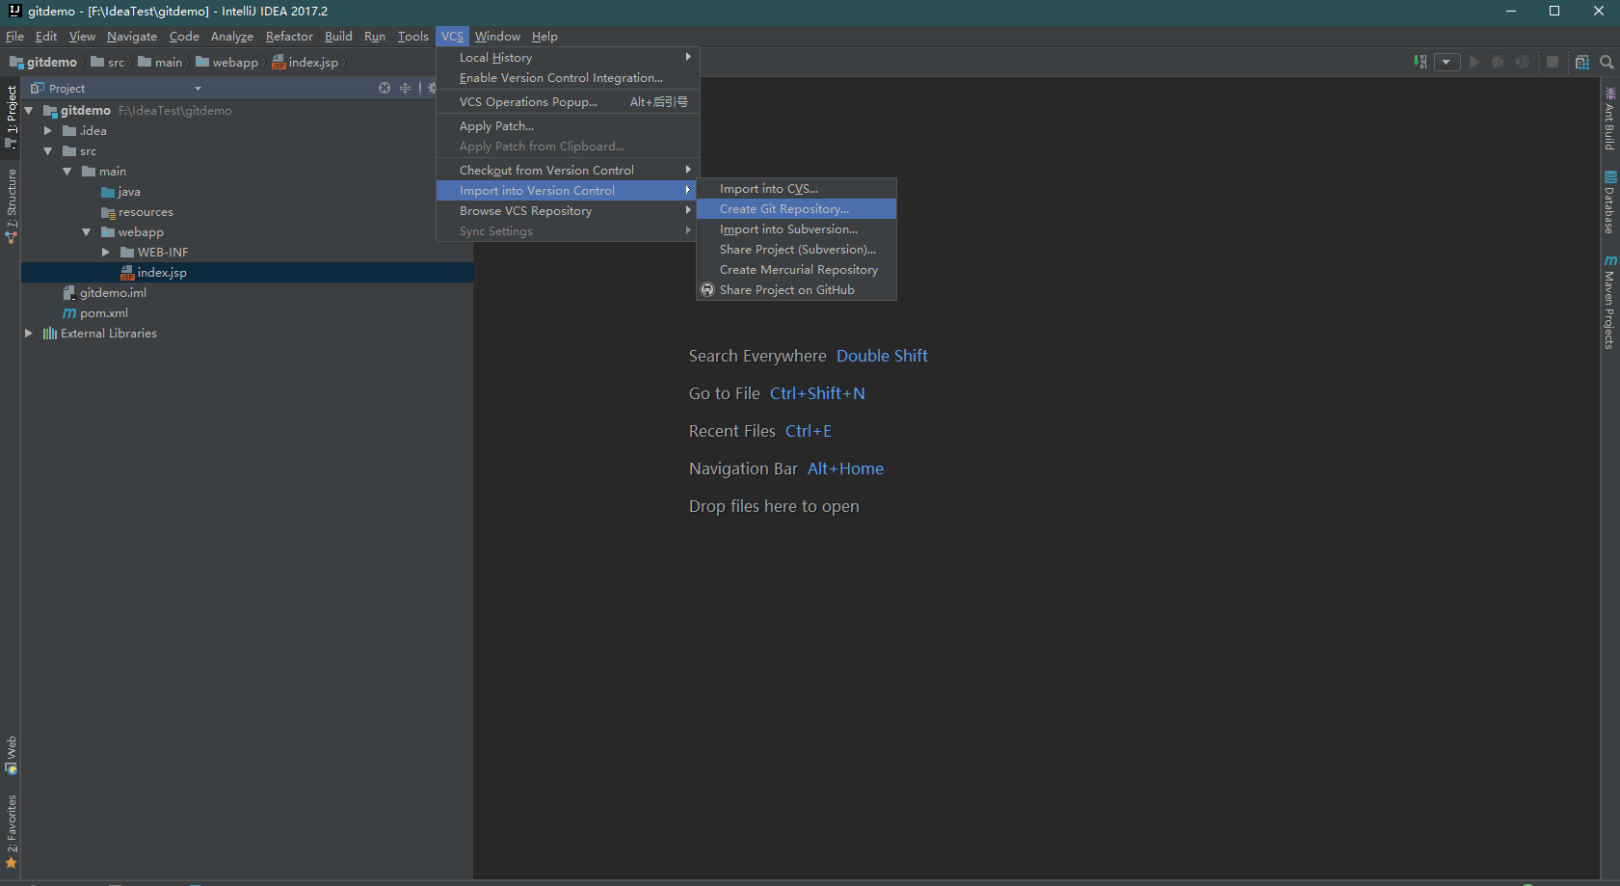 gitdemo - [F:\IdeaTest\gitdemo] - IntelliJ IDEA 2017.2
File Edit View Navigate Code Analyze Refactor Build Run Tools VCS Window Help
gitdemo src main webapp index.jsp
1: Project
7: Structure
Web
2: Favorites
Project
gitdemo F:\IdeaTest\gitdemo
.idea
src
main
java
resources
webapp
WEB-INF
index.jsp
gitdemo.iml
pom.xml
External Libraries
Local History
Enable Version Control Integration...
VCS Operations Popup... Alt+后引号
Apply Patch...
Apply Patch from Clipboard...
Checkout from Version Control
Import into Version Control
Browse VCS Repository
Sync Settings
Import into CVS...
Create Git Repository...
Import into Subversion...
Share Project (Subversion)...
Create Mercurial Repository
Share Project on GitHub
Search Everywhere Double Shift
Go to File Ctrl+Shift+N
Recent Files Ctrl+E
Navigation Bar Alt+Home
Drop files here to open
Ant Build
Database
Maven Projects